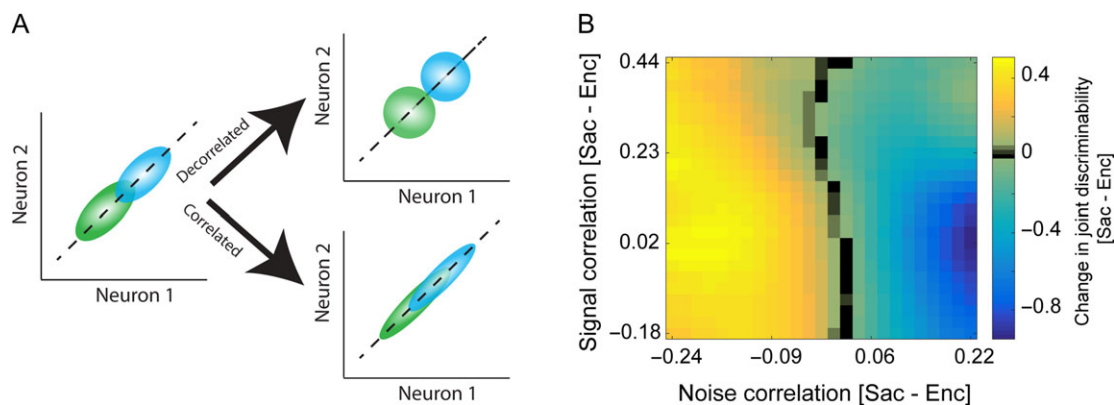 A
Neuron 2
Neuron 1
Decorrelated
Correlated
Neuron 2
Neuron 1
Neuron 2
Neuron 1
B
Signal correlation [Sac - Enc]
0.44
0.23
0.02
−0.18
−0.24
−0.09
0.06
0.22
Noise correlation [Sac - Enc]
0.4
0
−0.4
−0.8
Change in joint discriminability
[Sac - Enc]